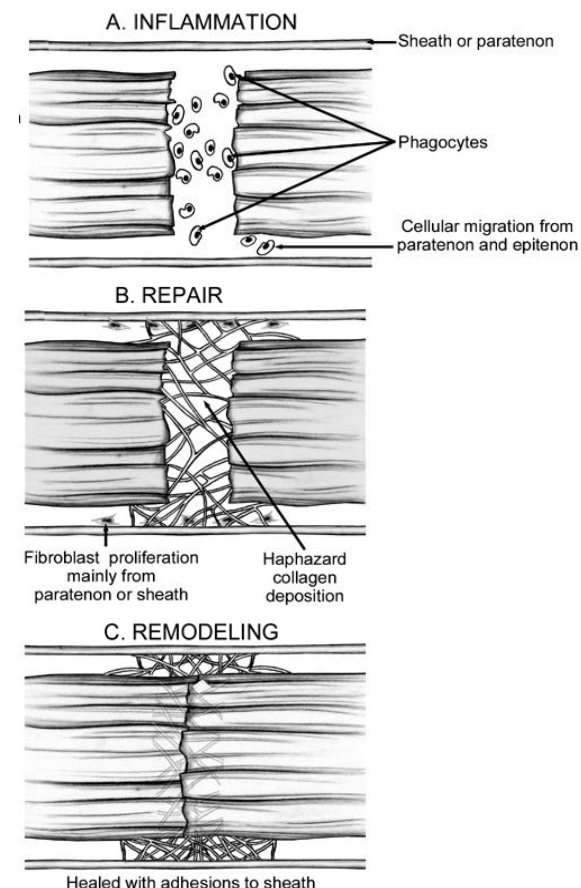 A. INFLAMMATION
Sheath or paratenon
Phagocytes
Cellular migration from
paratenon and epitenon
B. REPAIR
Fibroblast proliferation
mainly from
paratenon or sheath
Haphazard
collagen
deposition
C. REMODELING
Healed with adhesions to sheath